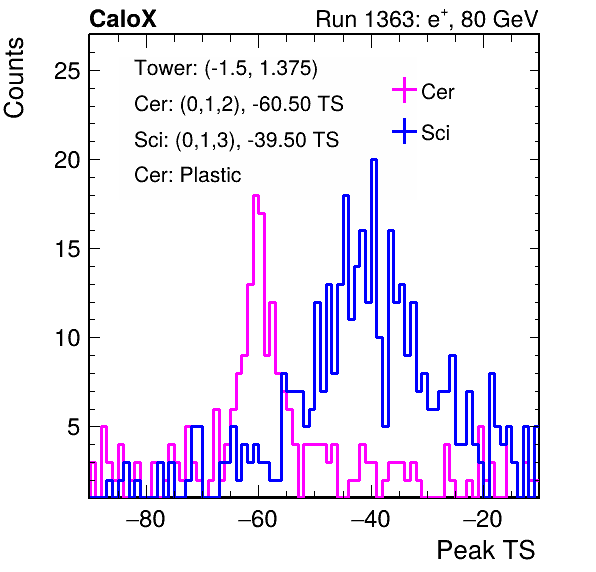 CaloX Run 1363: e⁺, 80 GeV
Counts
25
20
15
10
5
Tower: (-1.5, 1.375)
Cer: (0,1,2), -60.50 TS
Sci: (0,1,3), -39.50 TS
Cer: Plastic
Cer
Sci
−80 −60 −40 −20
Peak TS